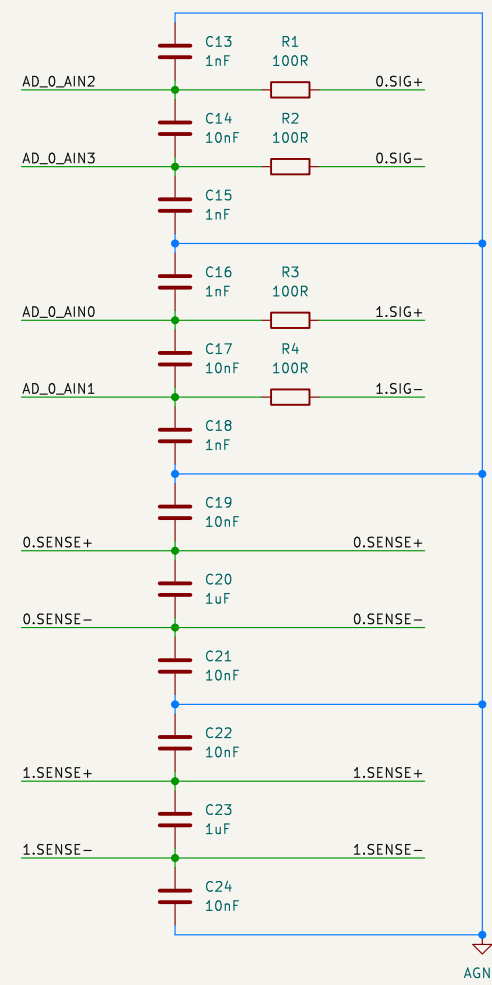 C13 R1
1nF 100R
AD_0_AIN2 0.SIG+
C14 R2
10nF 100R
AD_0_AIN3 0.SIG-
C15
1nF
C16 R3
1nF 100R
AD_0_AIN0 1.SIG+
C17 R4
10nF 100R
AD_0_AIN1 1.SIG-
C18
1nF
C19
10nF
0.SENSE+ 0.SENSE+
C20
1uF
0.SENSE- 0.SENSE-
C21
10nF
C22
10nF
1.SENSE+ 1.SENSE+
C23
1uF
1.SENSE- 1.SENSE-
C24
10nF
AGN